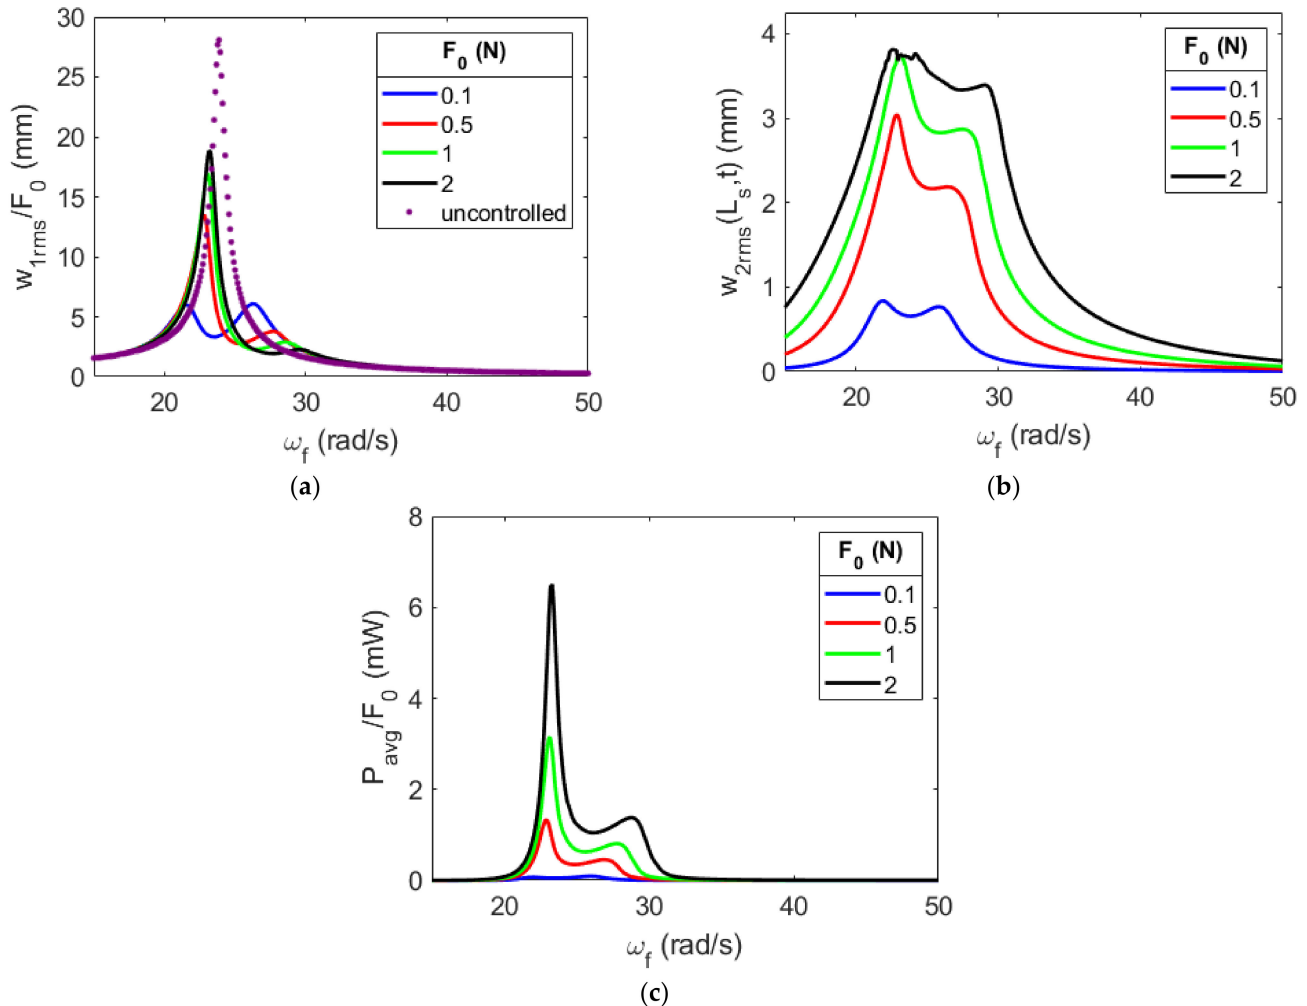 w1rms/F0 (mm)
30
25
20
15
10
5
0
20 30 40 50
ωf (rad/s)
F0 (N)
0.1
0.5
1
2
uncontrolled
(a)
w2rms(Ls,t) (mm)
4
3
2
1
0
20 30 40 50
ωf (rad/s)
F0 (N)
0.1
0.5
1
2
(b)
Pavg/F0 (mW)
8
6
4
2
0
20 30 40 50
ωf (rad/s)
F0 (N)
0.1
0.5
1
2
(c)